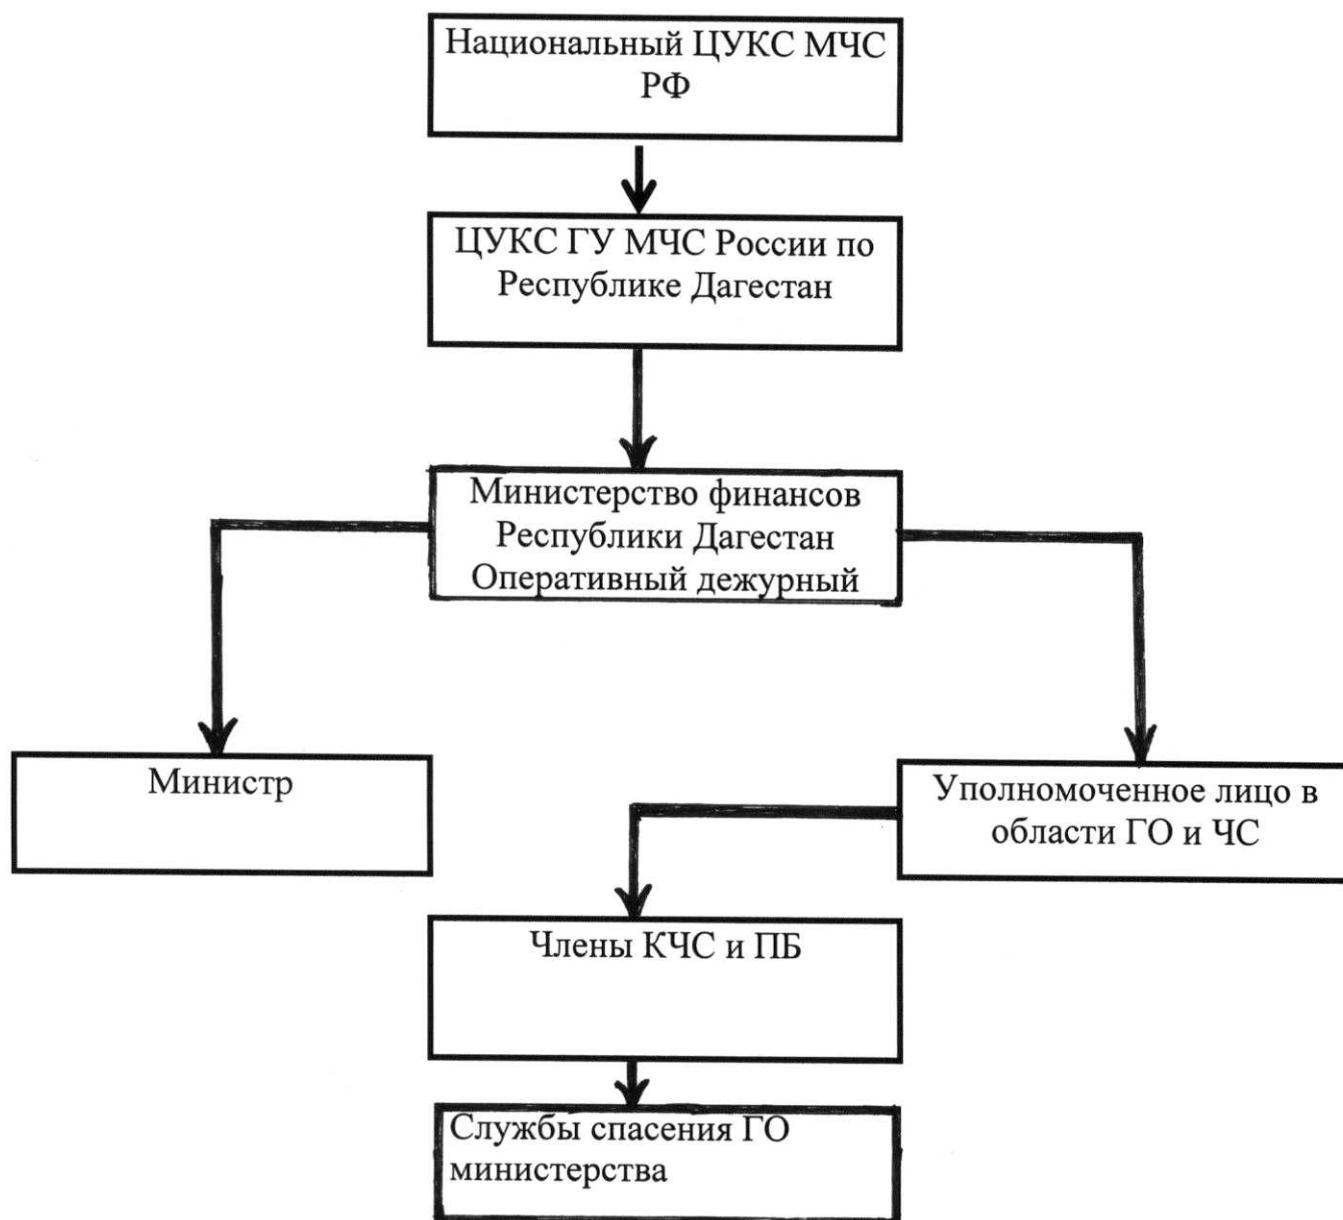 Национальный ЦУКС МЧС
РФ
ЦУКС ГУ МЧС России по
Республике Дагестан
Министерство финансов
Республики Дагестан
Оперативный дежурный
Министр
Уполномоченное лицо в
области ГО и ЧС
Члены КЧС и ПБ
Службы спасения ГО
министерства